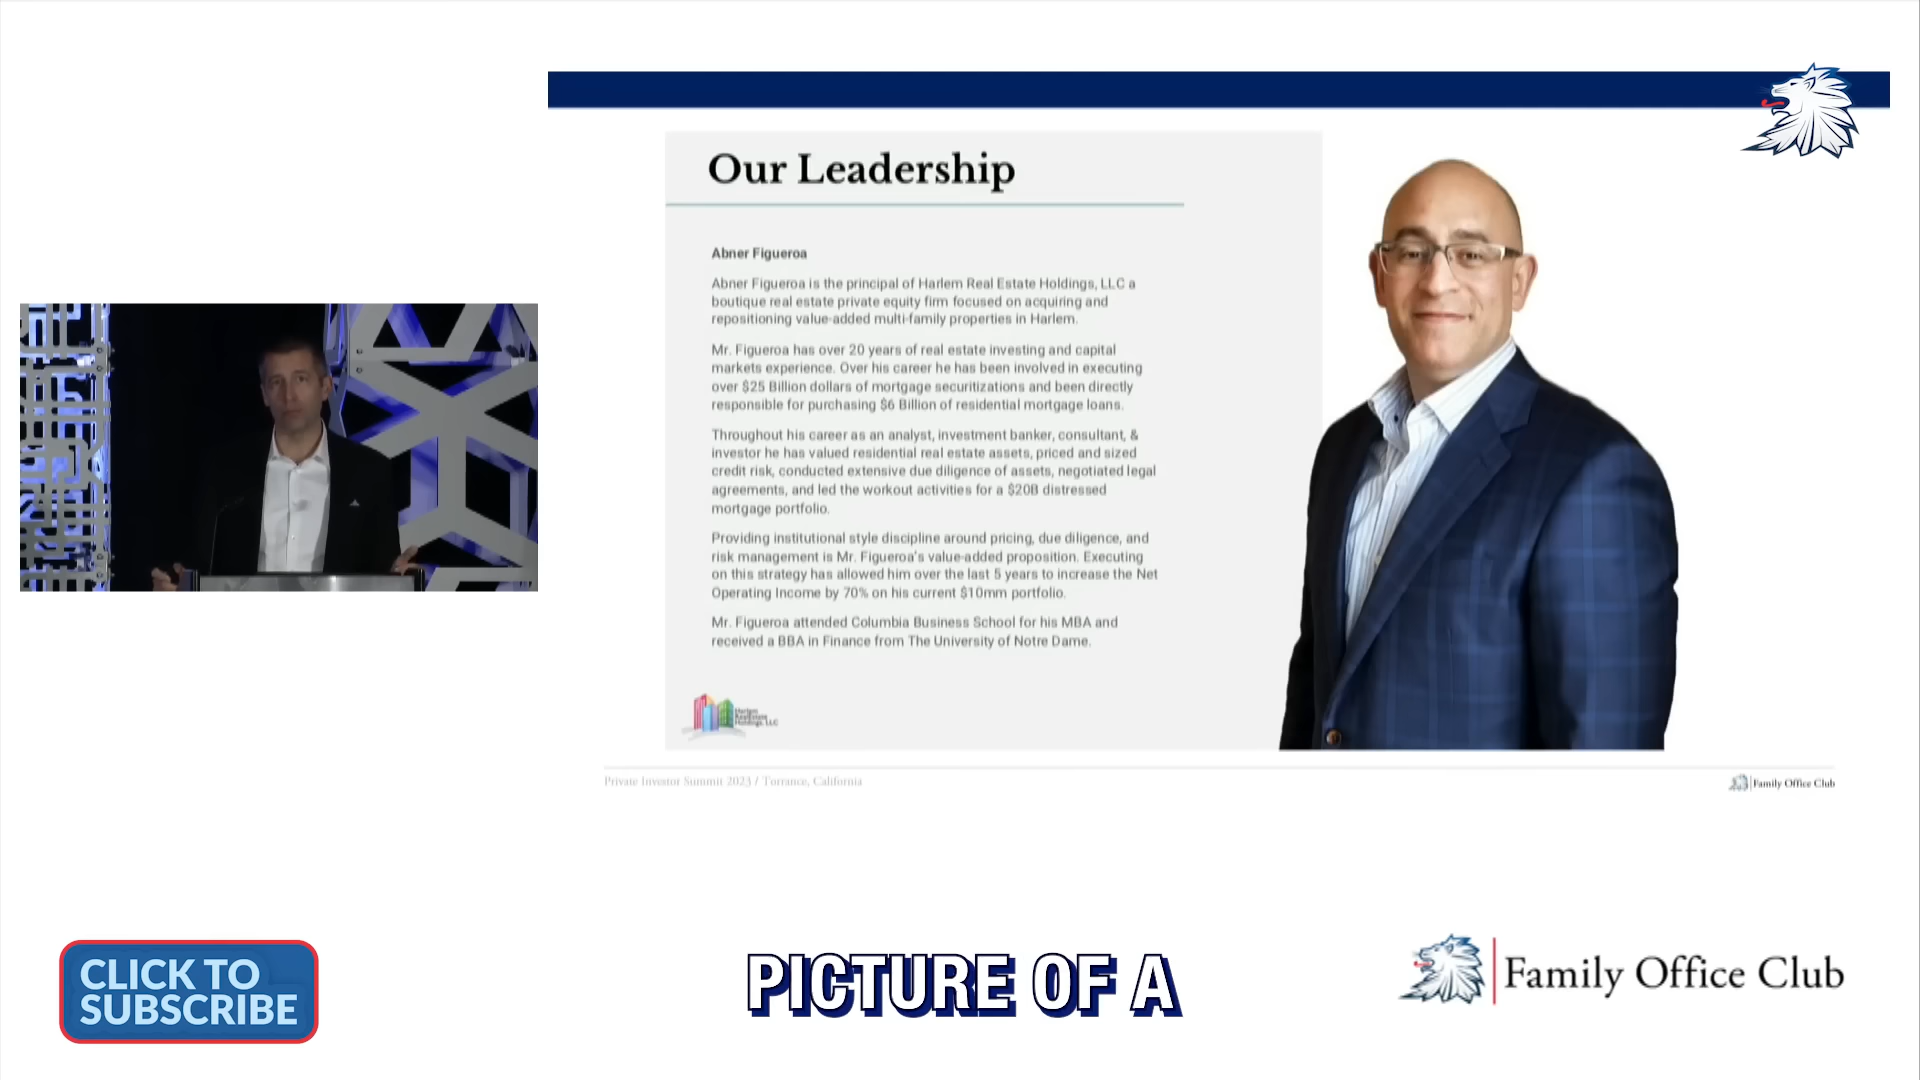 Our Leadership
Abner Figueroa
Abner Figueroa is the principal of Harlem Real Estate Holdings, LLC a
boutique real estate private equity firm focused on acquiring and
repositioning value-added multi-family properties in Harlem.
Mr. Figueroa has over 20 years of real estate investing and capital
markets experience. Over his career he has been involved in executing
over $25 Billion dollars of mortgage securitizations and been directly
responsible for purchasing $6 Billion of residential mortgage loans.
Throughout his career as an analyst, investment banker, consultant, &
investor he has valued residential real estate assets, priced and sized
credit risk, conducted extensive due diligence of assets, negotiated legal
agreements, and led the workout activities for a $20B distressed
mortgage portfolio.
Providing institutional style discipline around pricing, due diligence, and
risk management is Mr. Figueroa's value-added proposition. Executing
on this strategy has allowed him over the last 5 years to increase the Net
Operating Income by 70% on his current $10mm portfolio.
Mr. Figueroa attended Columbia Business School for his MBA and
received a BBA in Finance from The University of Notre Dame.
Harlem
Real Estate
Holdings, LLC
Private Investor Summit 2023 / Torrance, California
Family Office Club
CLICK TO
SUBSCRIBE
PICTURE OF A
Family Office Club